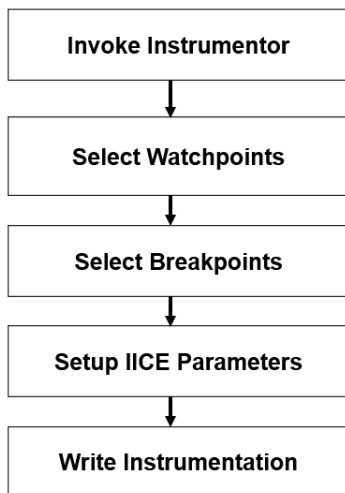 Invoke Instrumentor
Select Watchpoints
Select Breakpoints
Setup IICE Parameters
Write Instrumentation